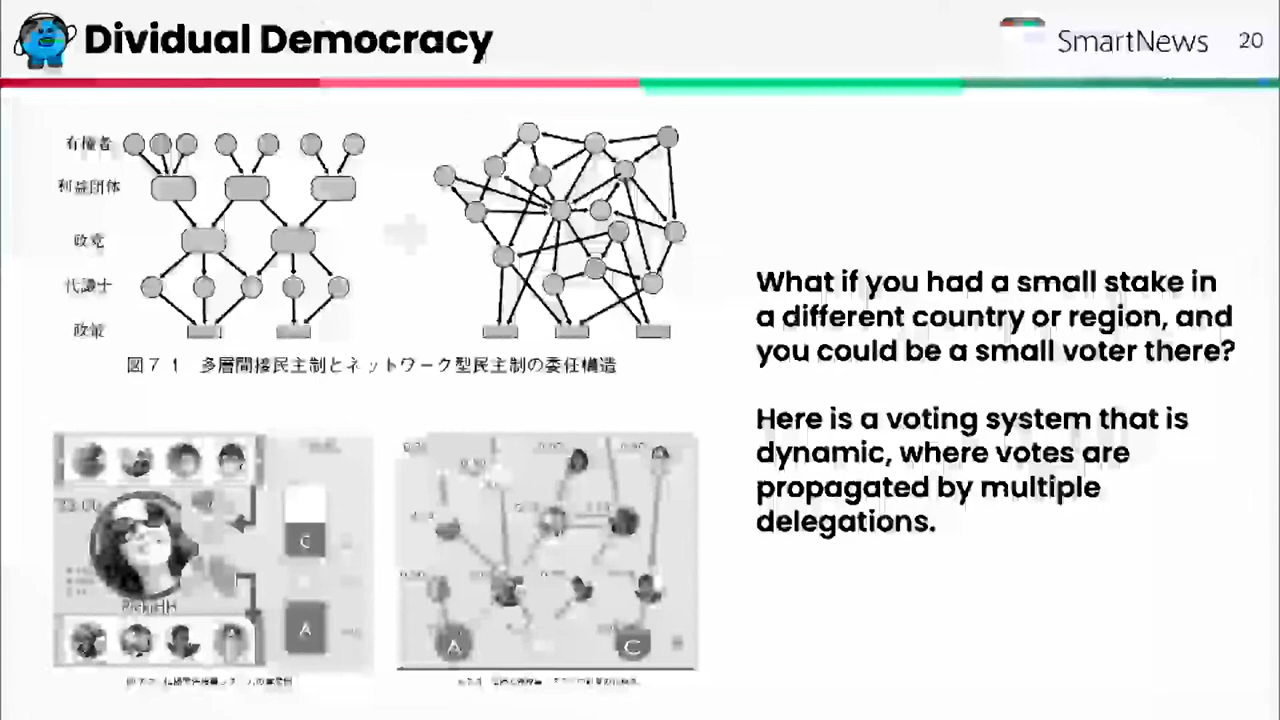 Dividual Democracy
SmartNews 20
有権者
利益団体
政党
代議士
政策
図7 1 多層間接民主制とネットワーク型民主制の委任構造
What if you had a small stake in
a different country or region, and
you could be a small voter there?
Here is a voting system that is
dynamic, where votes are
propagated by multiple
delegations.
C
A
A
C